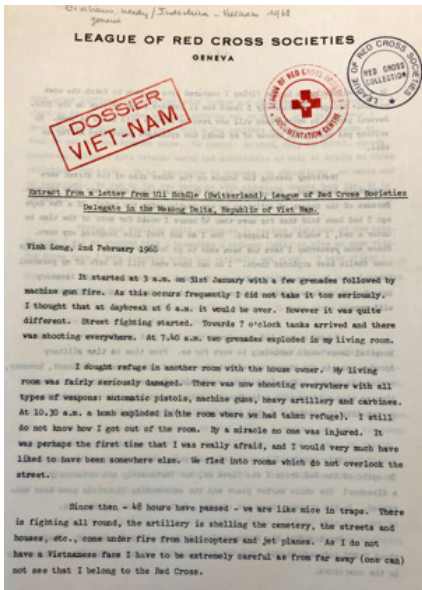 Vietnam 1968
LEAGUE OF RED CROSS SOCIETIES
GENEVA
DOSSIER
VIET-NAM
LEAGUE OF RED CROSS SOCIETIES
DOCUMENTATION CENTRE
LEAGUE OF RED CROSS SOCIETIES
RED CROSS
COLLECTION
Extract from a letter from Uli Schüle (Switzerland), League of Red Cross Societies
Delegate in the Mekong Delta, Republic of Viet Nam.
Vinh Long, 2nd February 1968
It started at 3 a.m. on 31st January with a few grenades followed by
machine gun fire. As this occurs frequently I did not take it too seriously.
I thought that at daybreak at 6 a.m. it would be over. However it was quite
different. Street fighting started. Towards 7 o'clock tanks arrived and there
was shooting everywhere. At 7.40 a.m. two grenades exploded in my living room.
I sought refuge in another room with the house owner. My living
room was fairly seriously damaged. There was now shooting everywhere with all
types of weapons: automatic pistols, machine guns, heavy artillery and carbines.
At 10.30 a.m. a bomb exploded in (the room where we had taken refuge). I still
do not know how I got out of the room. By a miracle no one was injured. It
was perhaps the first time that I was really afraid, and I would very much have
liked to have been somewhere else. We fled into rooms which do not overlook the
street.
Since then - 48 hours have passed - we are like mice in traps. There
is fighting all round, the artillery is shelling the cemetery, the streets and
houses, etc., come under fire from helicopters and jet planes. As I do not
have a Vietnamese face I have to be extremely careful as from far away (one can)
not see that I belong to the Red Cross.